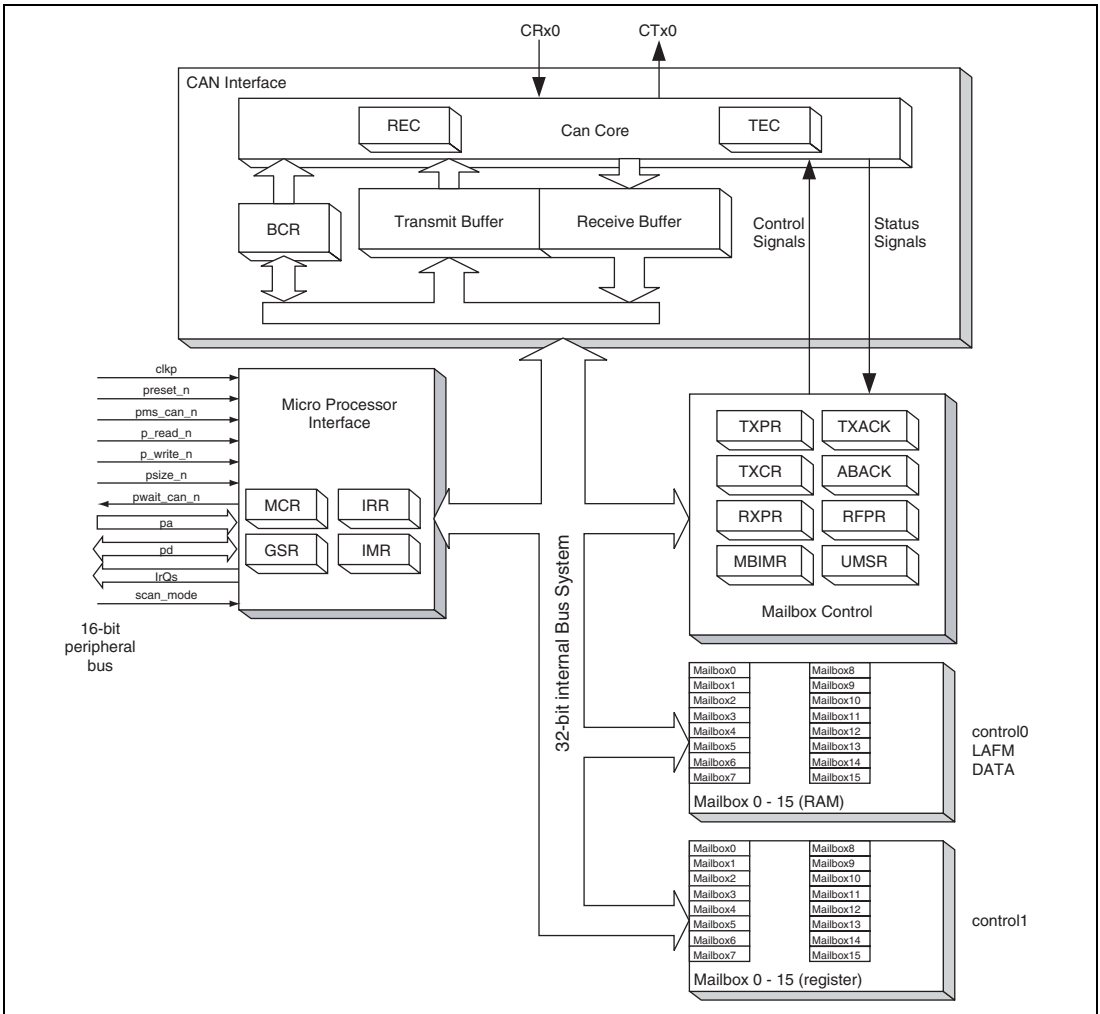 CRx0
CTx0
CAN Interface
REC
Can Core
TEC
BCR
Transmit Buffer
Receive Buffer
Control
Signals
Status
Signals
clkp
preset_n
pms_can_n
p_read_n
p_write_n
psize_n
pwait_can_n
pa
pd
IrQs
scan_mode
16-bit
peripheral
bus
Micro Processor
Interface
MCR
IRR
GSR
IMR
32-bit internal Bus System
TXPR
TXACK
TXCR
ABACK
RXPR
RFPR
MBIMR
UMSR
Mailbox Control
Mailbox0
Mailbox1
Mailbox2
Mailbox3
Mailbox4
Mailbox5
Mailbox6
Mailbox7
Mailbox8
Mailbox9
Mailbox10
Mailbox11
Mailbox12
Mailbox13
Mailbox14
Mailbox15
Mailbox 0 - 15 (RAM)
control0
LAFM
DATA
Mailbox0
Mailbox1
Mailbox2
Mailbox3
Mailbox4
Mailbox5
Mailbox6
Mailbox7
Mailbox8
Mailbox9
Mailbox10
Mailbox11
Mailbox12
Mailbox13
Mailbox14
Mailbox15
Mailbox 0 - 15 (register)
control1